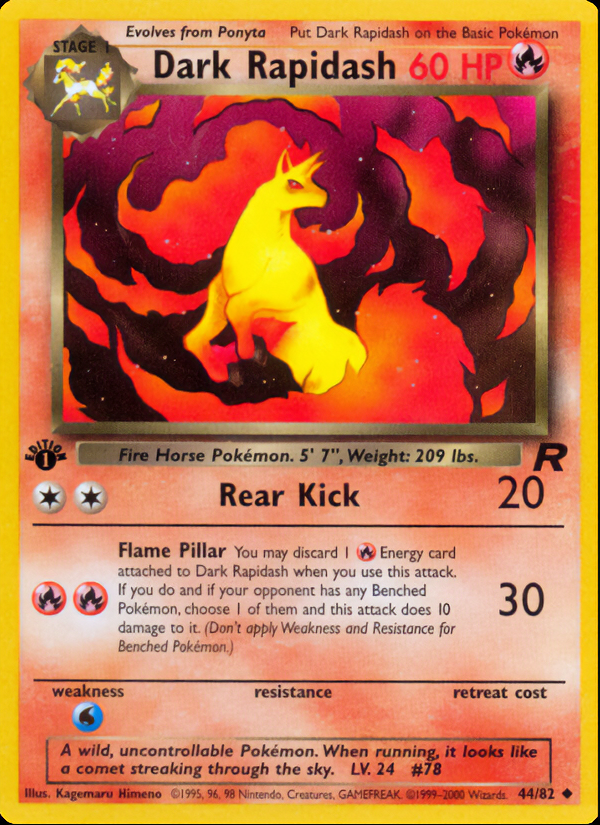 Evolves from Ponyta Put Dark Rapidash on the Basic Pokémon
STAGE 1
Dark Rapidash 60 HP
EDITION
1
Fire Horse Pokémon. 5' 7", Weight: 209 lbs.
R
Rear Kick 20
Flame Pillar You may discard 1 Energy card
attached to Dark Rapidash when you use this attack.
If you do and if your opponent has any Benched
Pokémon, choose 1 of them and this attack does 10
damage to it. (Don't apply Weakness and Resistance for
Benched Pokémon.)
30
weakness resistance retreat cost
A wild, uncontrollable Pokémon. When running, it looks like
a comet streaking through the sky. LV. 24 #78
Illus. Kagemaru Himeno ©1995, 96, 98 Nintendo, Creatures, GAMEFREAK. ©1999-2000 Wizards. 44/82